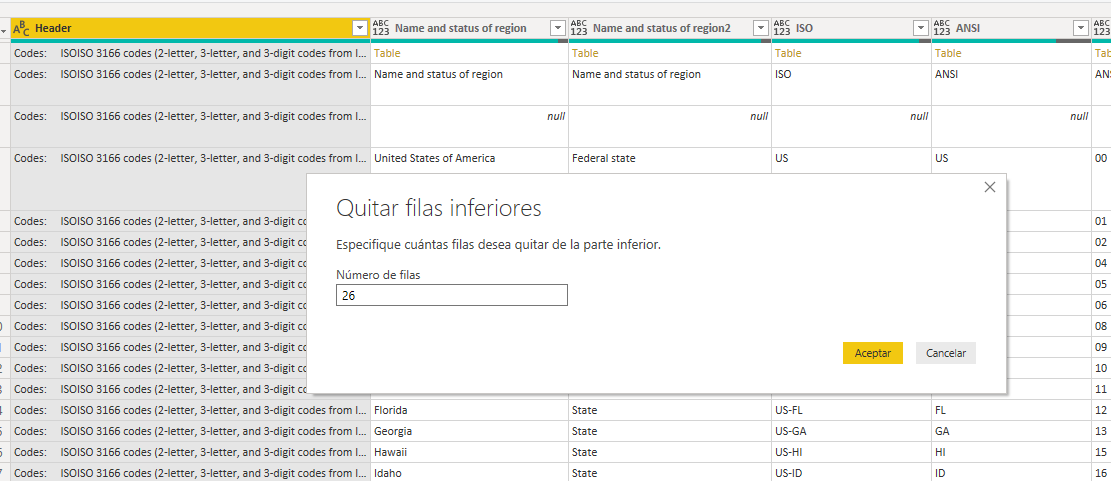 ABC Header ABC 123 Name and status of region ABC 123 Name and status of region2 ABC 123 ISO ABC 123 ANSI
Codes: ISOISO 3166 codes (2-letter, 3-letter, and 3-digit codes from I... Table Table Table Table Tab
Codes: ISOISO 3166 codes (2-letter, 3-letter, and 3-digit codes from I... Name and status of region Name and status of region ISO ANSI AN
Codes: ISOISO 3166 codes (2-letter, 3-letter, and 3-digit codes from I... null null null null
Codes: ISOISO 3166 codes (2-letter, 3-letter, and 3-digit codes from I... United States of America Federal state US US 00
Quitar filas inferiores
Codes: ISOISO 3166 codes (2-letter, 3-letter, and 3-digit co 01
Codes: ISOISO 3166 codes (2-letter, 3-letter, and 3-digit co 02
Especifique cuántas filas desea quitar de la parte inferior.
Codes: ISOISO 3166 codes (2-letter, 3-letter, and 3-digit co 04
Número de filas
Codes: ISOISO 3166 codes (2-letter, 3-letter, and 3-digit co 05
26
Codes: ISOISO 3166 codes (2-letter, 3-letter, and 3-digit co 06
Codes: ISOISO 3166 codes (2-letter, 3-letter, and 3-digit co 08
Codes: ISOISO 3166 codes (2-letter, 3-letter, and 3-digit co 09
Aceptar Cancelar
Codes: ISOISO 3166 codes (2-letter, 3-letter, and 3-digit co 10
Codes: ISOISO 3166 codes (2-letter, 3-letter, and 3-digit co 11
Codes: ISOISO 3166 codes (2-letter, 3-letter, and 3-digit codes from I... Florida State US-FL FL 12
Codes: ISOISO 3166 codes (2-letter, 3-letter, and 3-digit codes from I... Georgia State US-GA GA 13
Codes: ISOISO 3166 codes (2-letter, 3-letter, and 3-digit codes from I... Hawaii State US-HI HI 15
Codes: ISOISO 3166 codes (2-letter, 3-letter, and 3-digit codes from I... Idaho State US-ID ID 16